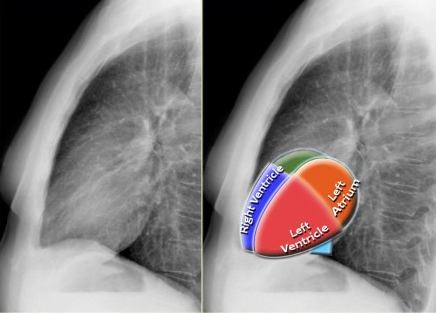 Right Ventricle
Left
Atrium
Left
Ventricle